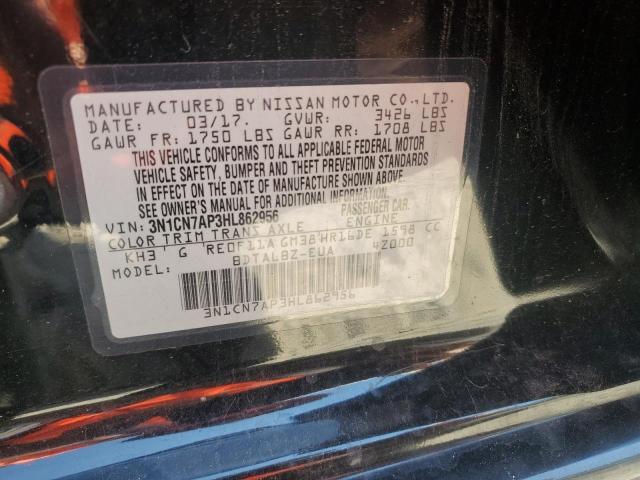 MANUFACTURED BY NISSAN MOTOR CO.,LTD.
DATE: 03/17. GVWR: 3426 LBS
GAWR FR: 1750 LBS GAWR RR: 1708 LBS
THIS VEHICLE CONFORMS TO ALL APPLICABLE FEDERAL MOTOR
VEHICLE SAFETY, BUMPER AND THEFT PREVENTION STANDARDS
IN EFFECT ON THE DATE OF MANUFACTURE SHOWN ABOVE.
SEE OWNER'S MANUAL FOR ADDITIONAL INFORMATION
VIN: 3N1CN7AP3HL862956 PASSENGER CAR.
COLOR TRIM TRANS AXLE ENGINE
KH3 G RE0F11A GM38 HR16DE 1598 CC
MODEL: BDTALBZ-EUA 4Z000
3N1CN7AP3HL862956